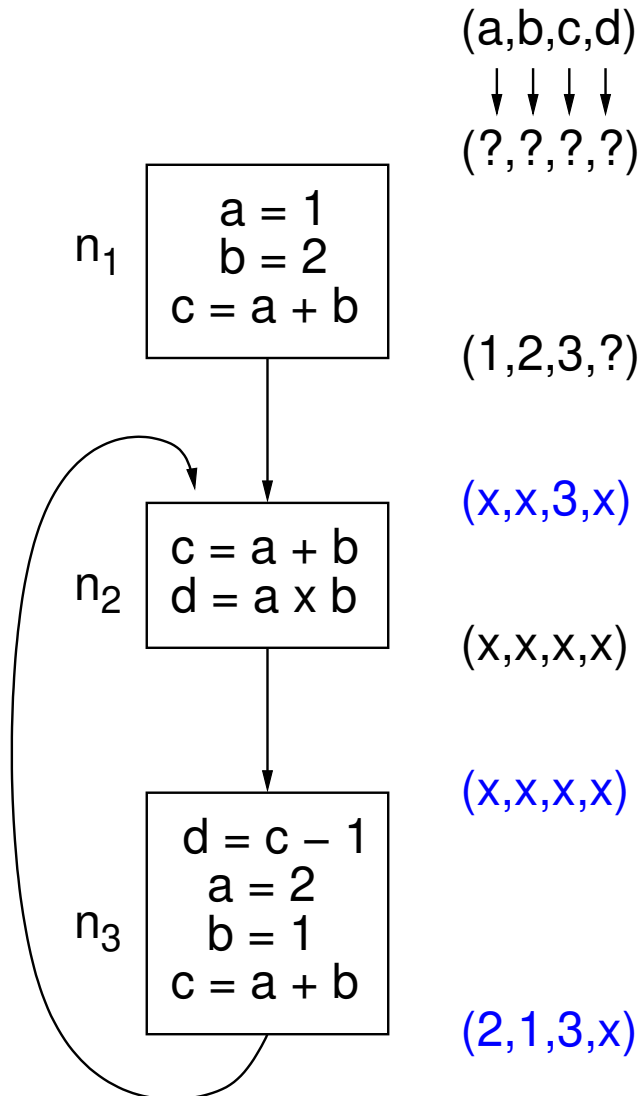 (a,b,c,d)
(?,?,?,?)
n₁
a = 1
b = 2
c = a + b
(1,2,3,?)
(x,x,3,x)
n₂
c = a + b
d = a x b
(x,x,x,x)
(x,x,x,x)
n₃
d = c − 1
a = 2
b = 1
c = a + b
(2,1,3,x)